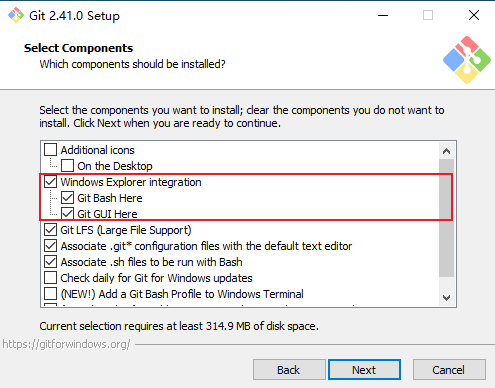 Git 2.41.0 Setup
Select Components
Which components should be installed?
Select the components you want to install; clear the components you do not want to
install. Click Next when you are ready to continue.
Additional icons
On the Desktop
Windows Explorer integration
Git Bash Here
Git GUI Here
Git LFS (Large File Support)
Associate .git* configuration files with the default text editor
Associate .sh files to be run with Bash
Check daily for Git for Windows updates
(NEW!) Add a Git Bash Profile to Windows Terminal
Current selection requires at least 314.9 MB of disk space.
https://gitforwindows.org/
Back
Next
Cancel